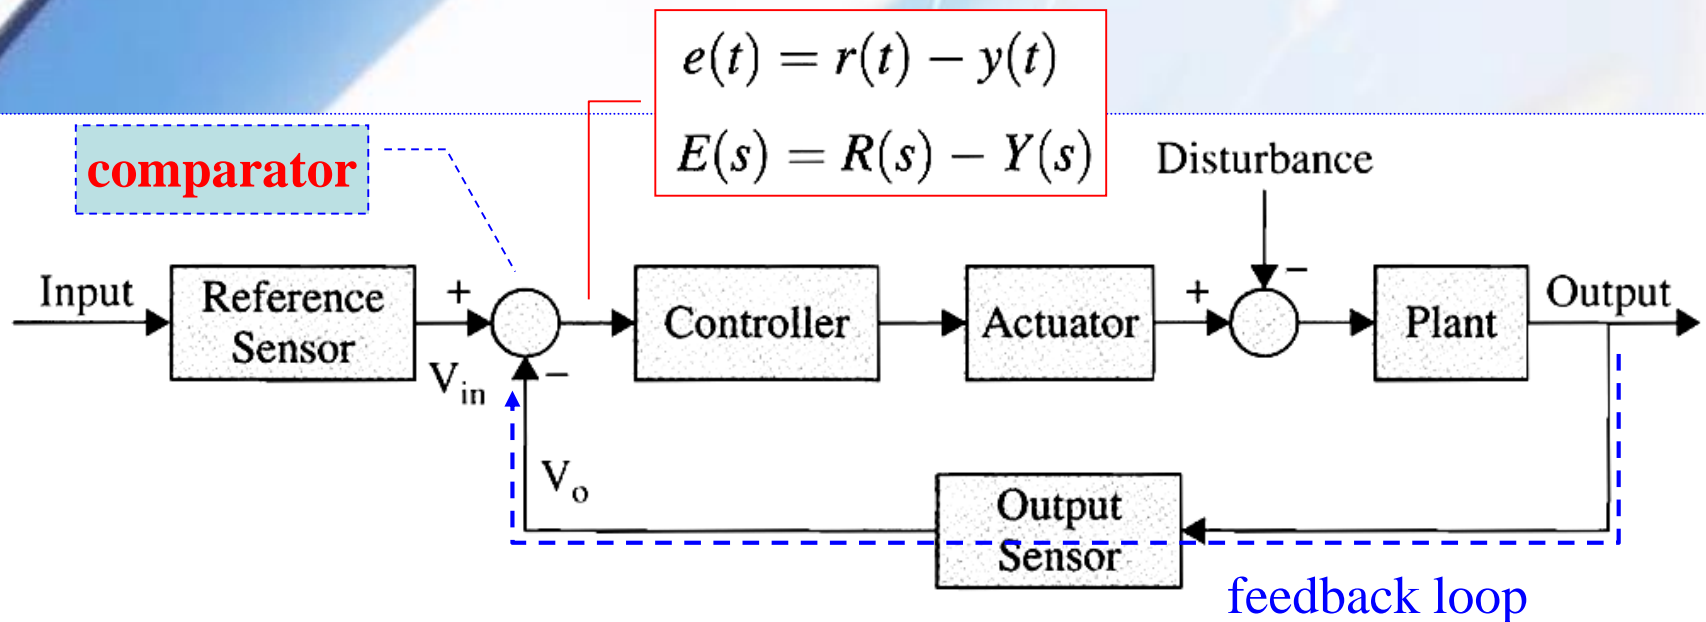 e(t) = r(t) − y(t)
E(s) = R(s) − Y(s)
comparator
Disturbance
Input
Reference
Sensor
+
V_in
−
Controller
Actuator
+
−
Plant
Output
V_o
Output
Sensor
feedback loop